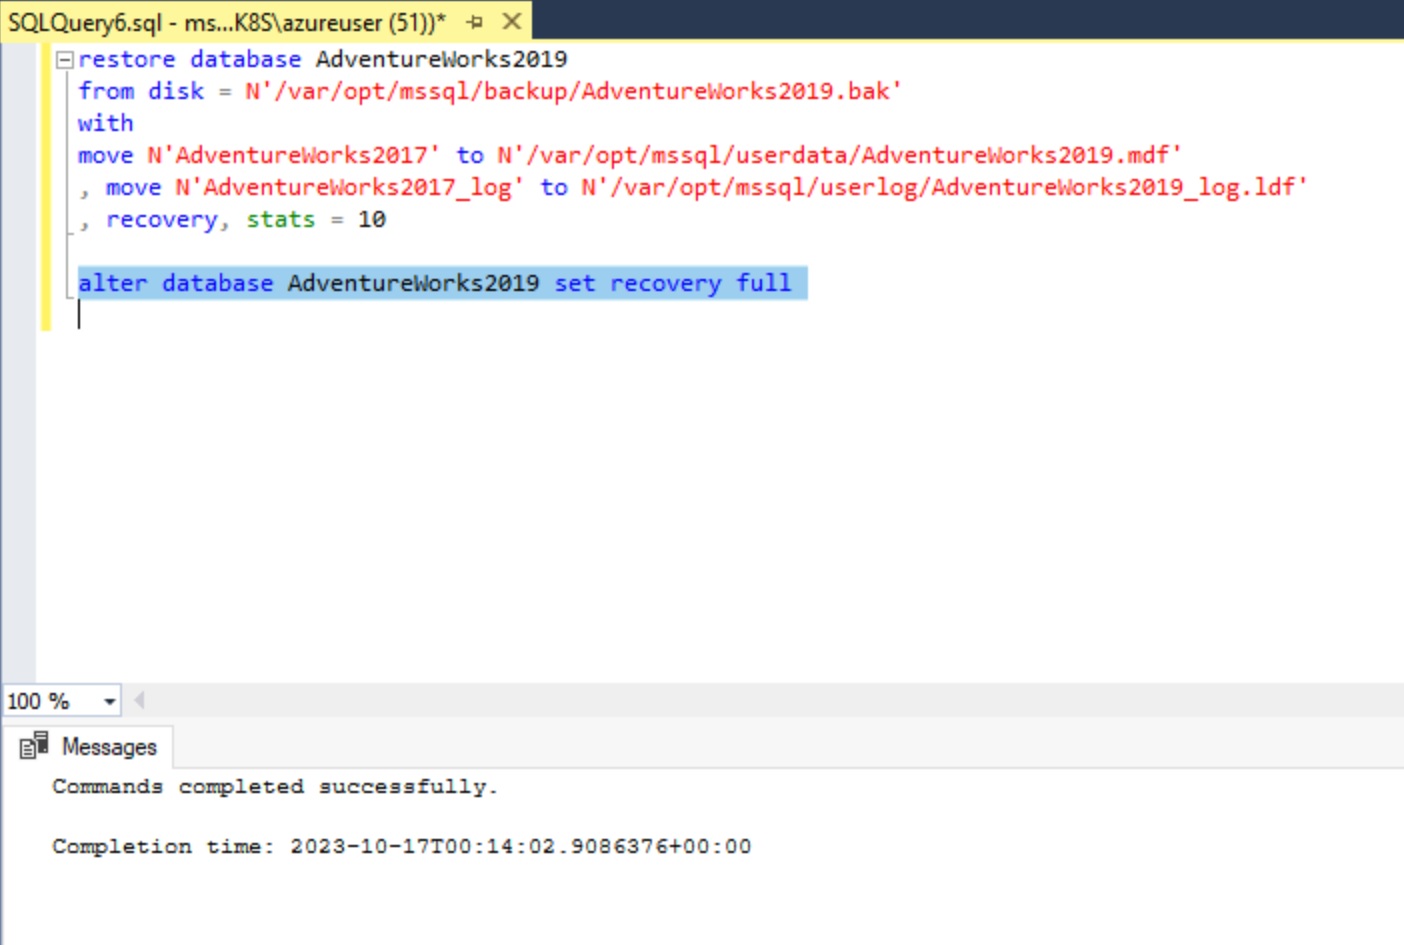 SQLQuery6.sql - ms...K8S\azureuser (51))*
restore database AdventureWorks2019
from disk = N'/var/opt/mssql/backup/AdventureWorks2019.bak'
with
move N'AdventureWorks2017' to N'/var/opt/mssql/userdata/AdventureWorks2019.mdf'
, move N'AdventureWorks2017_log' to N'/var/opt/mssql/userlog/AdventureWorks2019_log.ldf'
, recovery, stats = 10
alter database AdventureWorks2019 set recovery full
100 %
Messages
Commands completed successfully.
Completion time: 2023-10-17T00:14:02.9086376+00:00